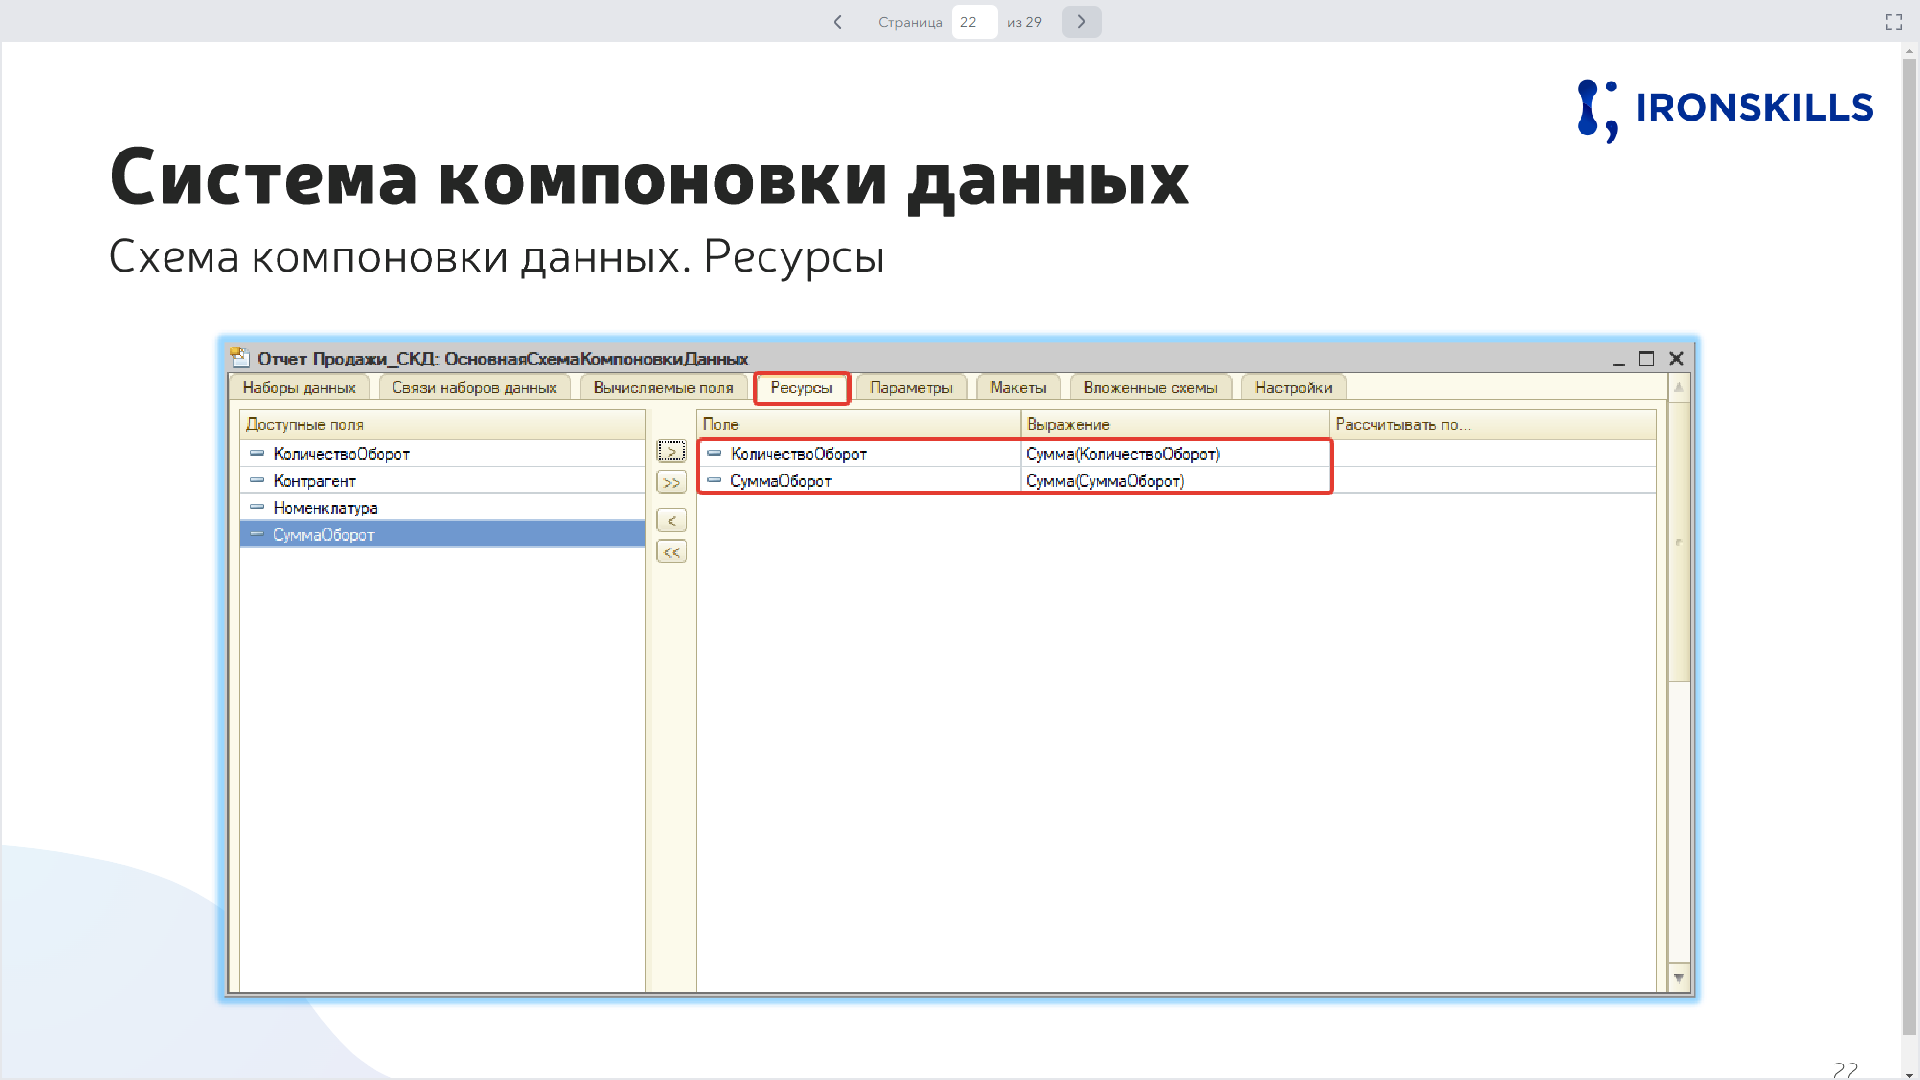 Страница 22 из 29
IRONSKILLS
Система компоновки данных
Схема компоновки данных. Ресурсы
Отчет Продажи_СКД: ОсновнаяСхемаКомпоновкиДанных
Наборы данных Связи наборов данных Вычисляемые поля Ресурсы Параметры Макеты Вложенные схемы Настройки
Доступные поля
КоличествоОборот
Контрагент
Номенклатура
СуммаОборот
>
>>
<
<<
Поле Выражение Рассчитывать по...
КоличествоОборот Сумма(КоличествоОборот)
СуммаОборот Сумма(СуммаОборот)
22